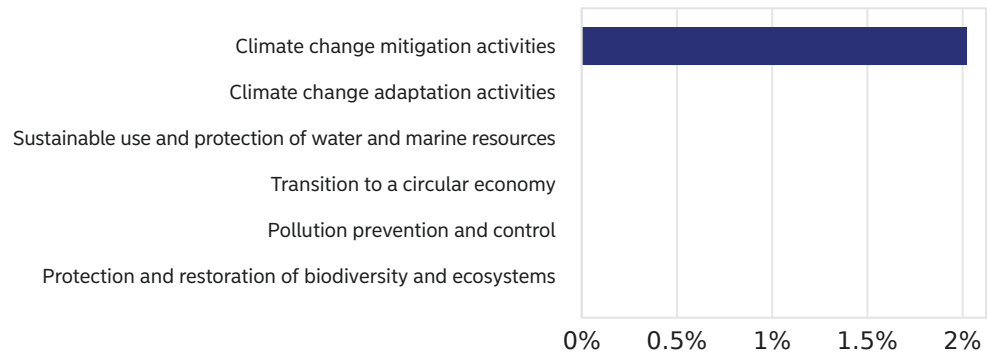 Climate change mitigation activities
Climate change adaptation activities
Sustainable use and protection of water and marine resources
Transition to a circular economy
Pollution prevention and control
Protection and restoration of biodiversity and ecosystems
0% 0.5% 1% 1.5% 2%